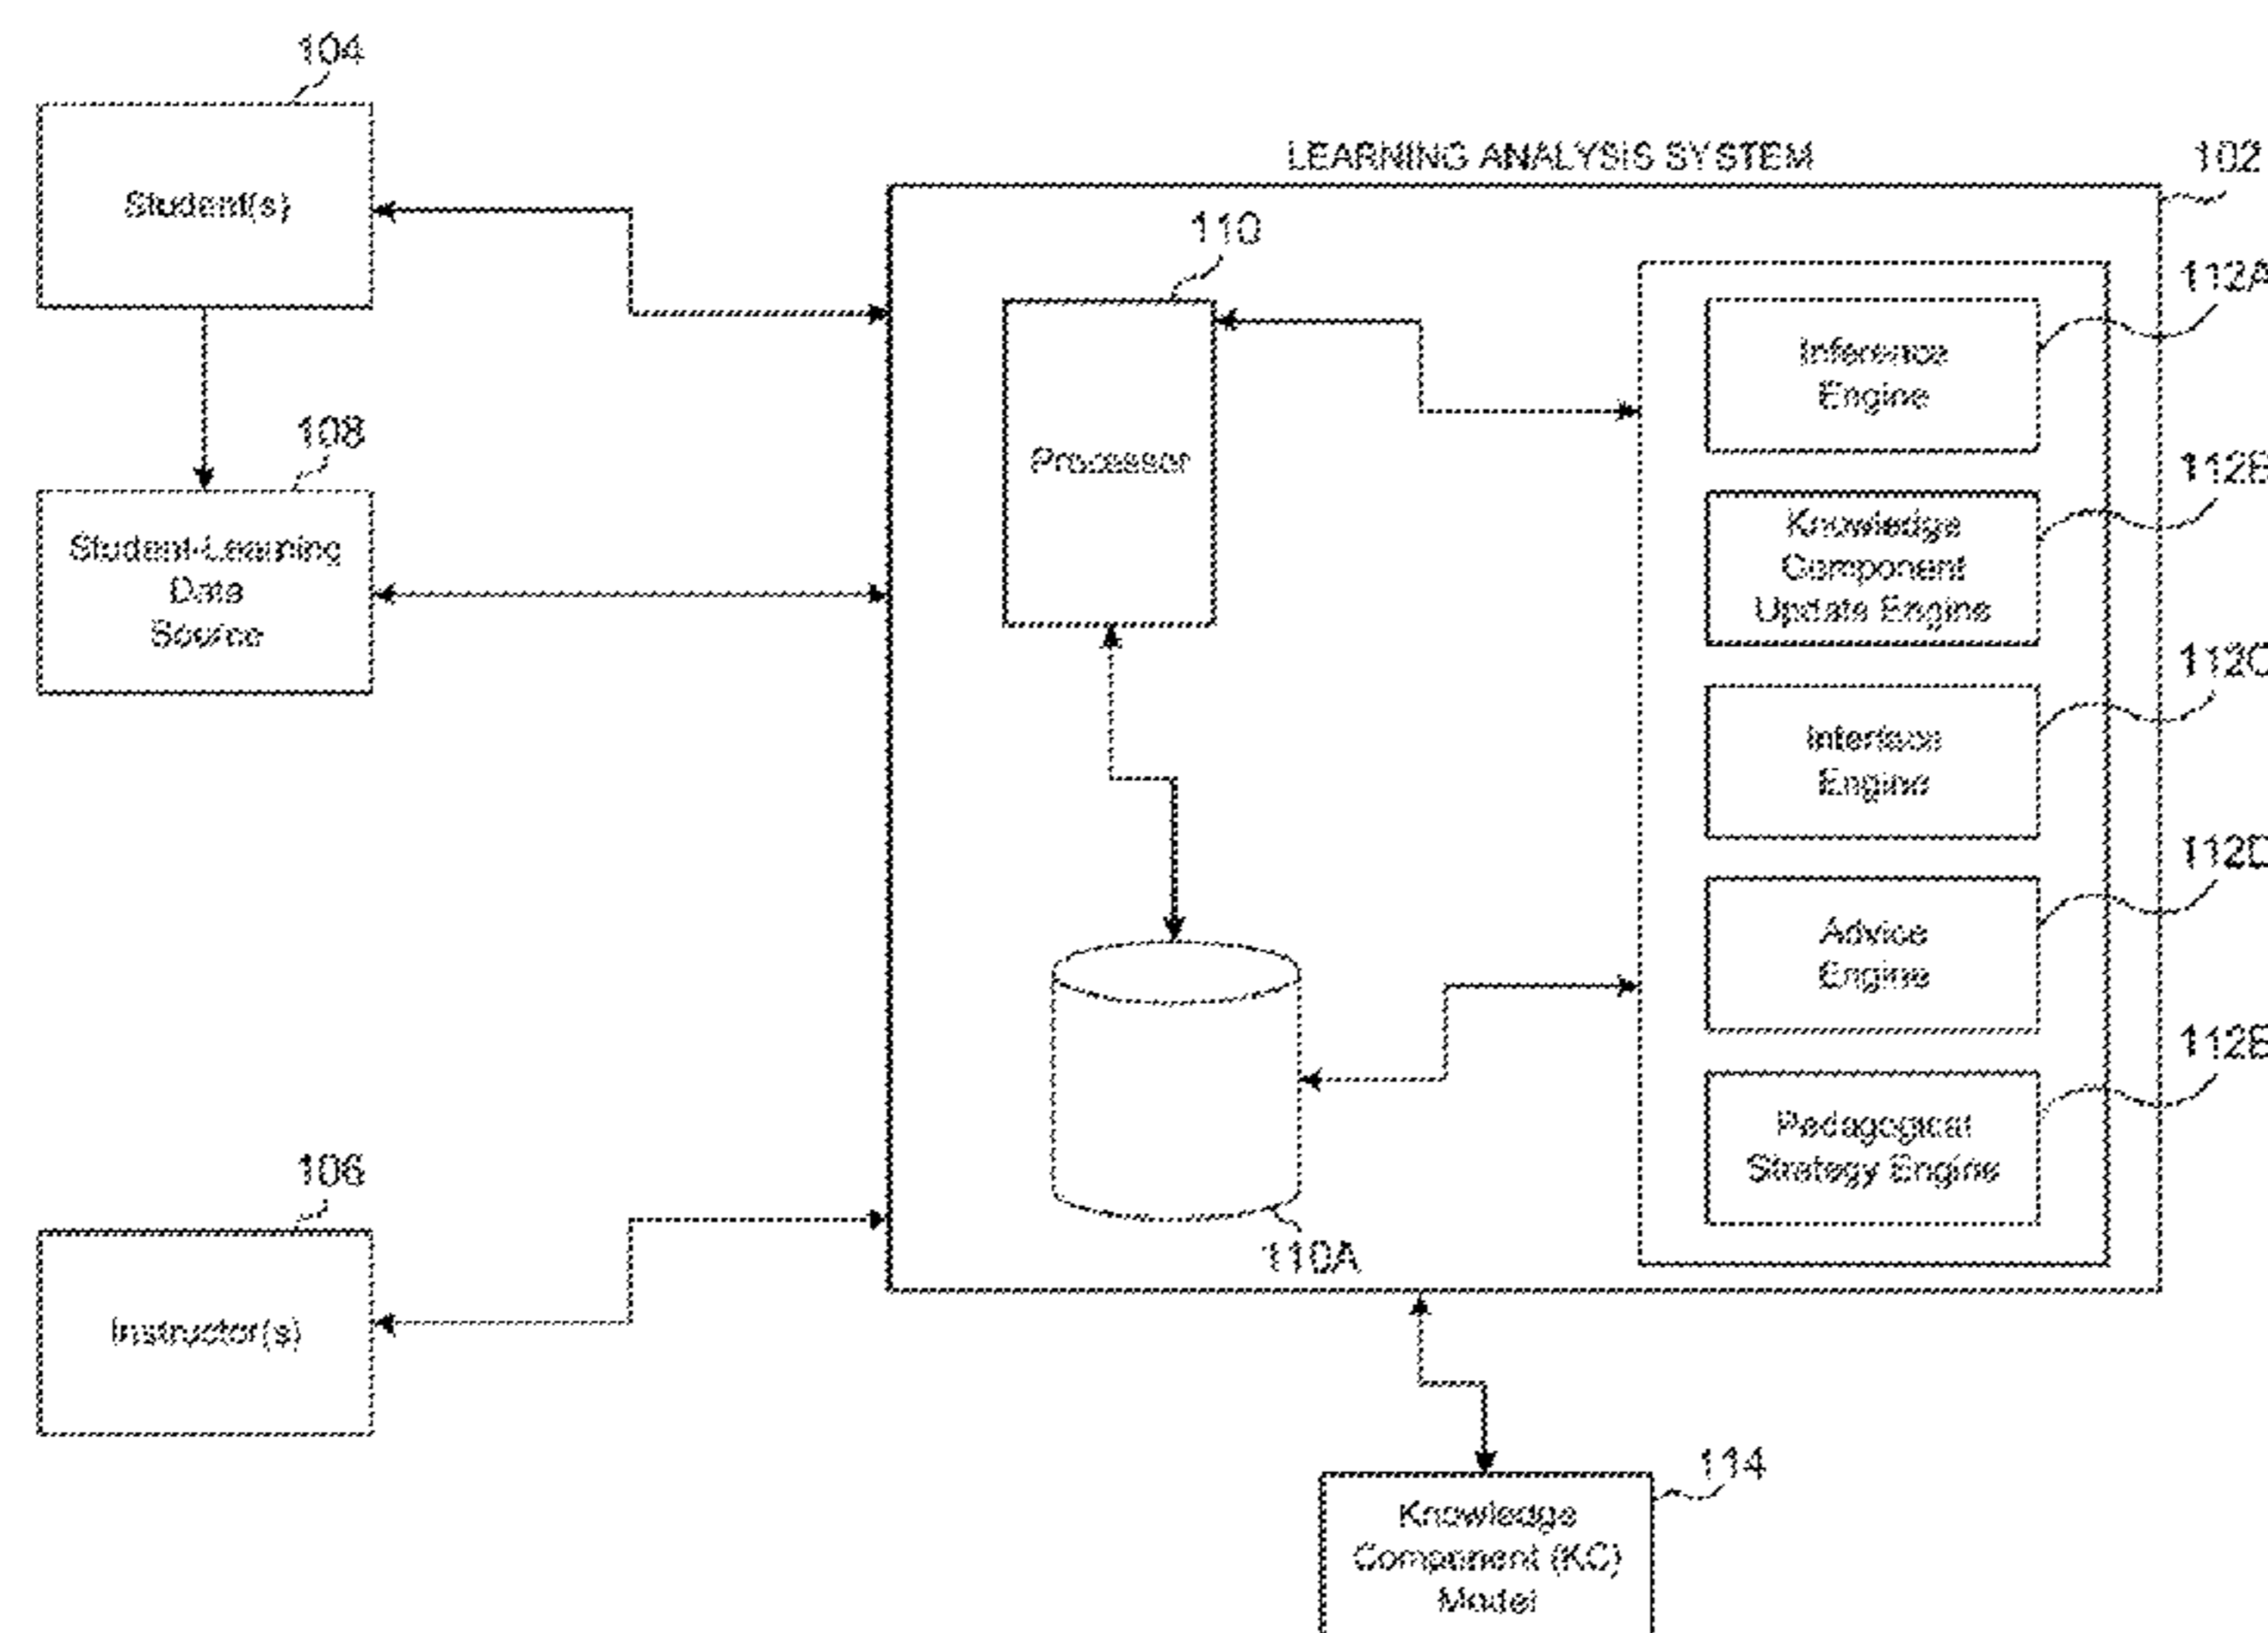 104
Student(s)
108
Student-Learning
Data
Source
106
Instructor(s)
LEARNING ANALYSIS SYSTEM
102
110
Processor
110A
112A
Inference
Engine
112B
Knowledge
Component
Update Engine
112C
Interface
Engine
112D
Advice
Engine
112E
Pedagogical
Strategy Engine
114
Knowledge
Component (KC)
Model